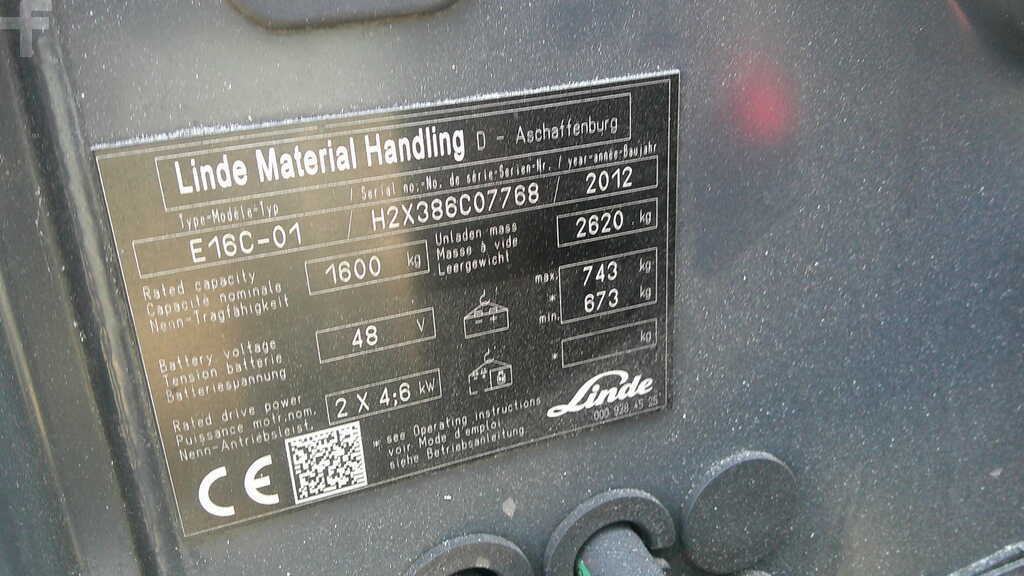 Linde Material Handling D - Aschaffenburg
Type-Modèle-Typ / Serial no.-No. de série-Serien-Nr. / year-année-Baujahr
E16C-01 / H2X386C07768 / 2012
Rated capacity
Capacité nominale
Nenn-Tragfähigkeit
1600 kg
Unladen mass
Masse à vide
Leergewicht
2620 kg
Battery voltage
Tension batterie
Batteriespannung
48 V
max. 743 kg
*
min. 673 kg
Rated drive power
Puissance motr.nom.
Nenn-Antriebsleist.
2 X 4,6 kW
* kg
* see Operating instructions
voir Mode d'emploi
siehe Betriebsanleitung
Linde
000 928 45 25
CE
f